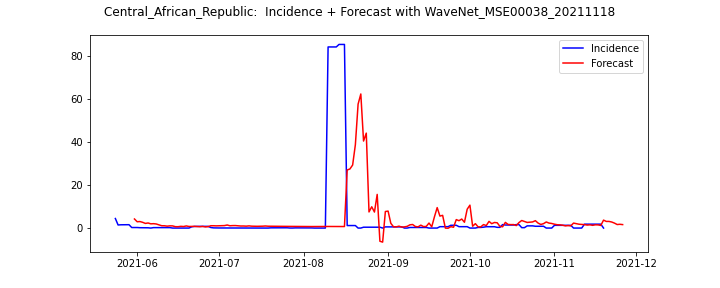 Central_African_Republic:  Incidence + Forecast with WaveNet_MSE00038_20211118
Incidence
Forecast
80
60
40
20
0
2021-06 2021-07 2021-08 2021-09 2021-10 2021-11 2021-12